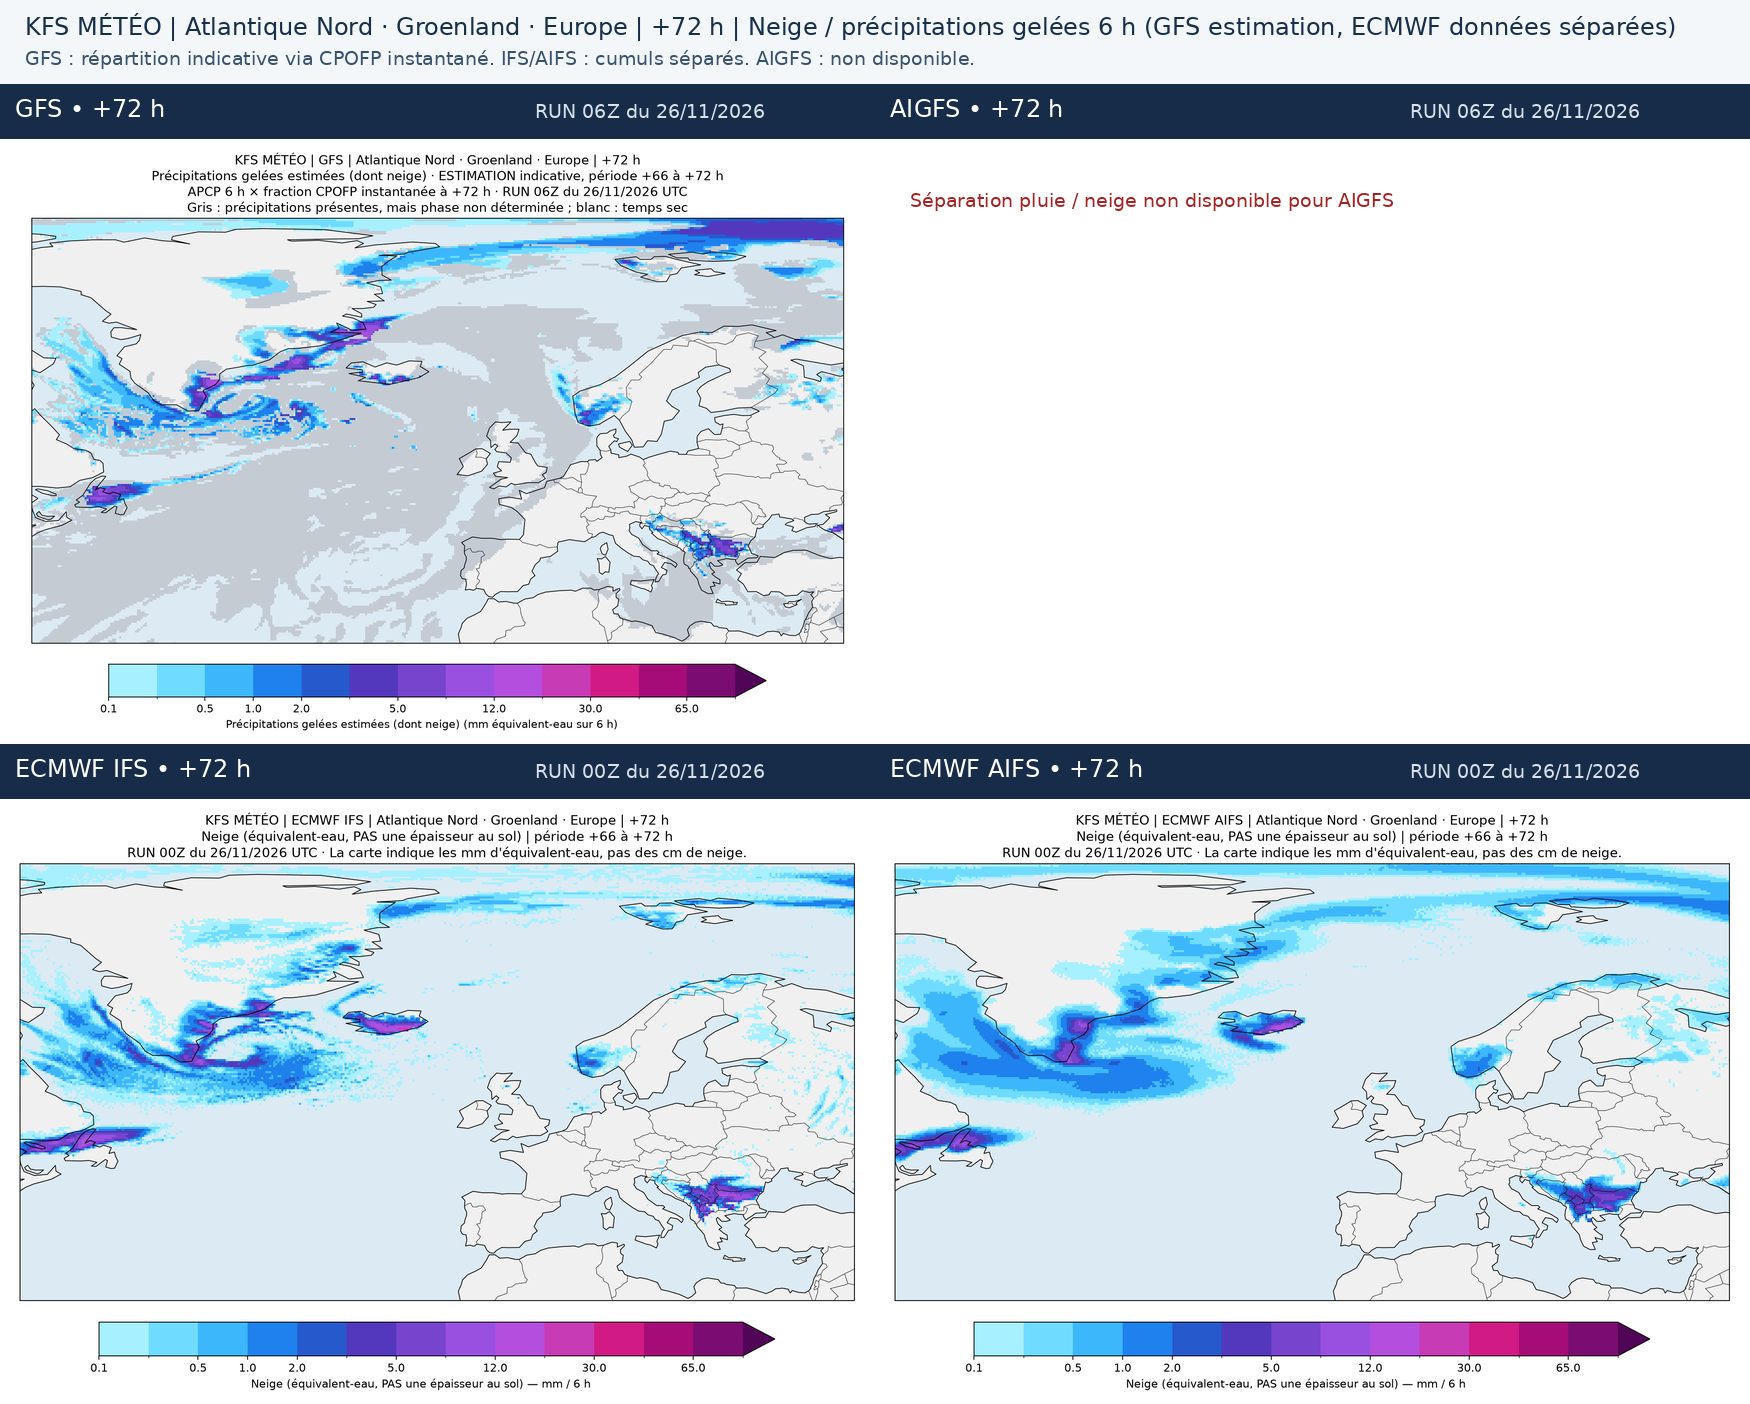 KFS MÉTÉO | Atlantique Nord · Groenland · Europe | +72 h | Neige / précipitations gelées 6 h (GFS estimation, ECMWF données séparées)
GFS : répartition indicative via CPOFP instantané. IFS/AIFS : cumuls séparés. AIGFS : non disponible.
GFS • +72 h RUN 06Z du 26/11/2026
AIGFS • +72 h RUN 06Z du 26/11/2026
KFS MÉTÉO | GFS | Atlantique Nord · Groenland · Europe | +72 h
Précipitations gelées estimées (dont neige) · ESTIMATION indicative, période +66 à +72 h
APCP 6 h × fraction CPOFP instantanée à +72 h · RUN 06Z du 26/11/2026 UTC
Gris : précipitations présentes, mais phase non déterminée ; blanc : temps sec
Séparation pluie / neige non disponible pour AIGFS
0.1 0.5 1.0 2.0 5.0 12.0 30.0 65.0
Précipitations gelées estimées (dont neige) (mm équivalent-eau sur 6 h)
ECMWF IFS • +72 h RUN 00Z du 26/11/2026
ECMWF AIFS • +72 h RUN 00Z du 26/11/2026
KFS MÉTÉO | ECMWF IFS | Atlantique Nord · Groenland · Europe | +72 h
Neige (équivalent-eau, PAS une épaisseur au sol) | période +66 à +72 h
RUN 00Z du 26/11/2026 UTC · La carte indique les mm d'équivalent-eau, pas des cm de neige.
0.1 0.5 1.0 2.0 5.0 12.0 30.0 65.0
Neige (équivalent-eau, PAS une épaisseur au sol) — mm / 6 h
KFS MÉTÉO | ECMWF AIFS | Atlantique Nord · Groenland · Europe | +72 h
Neige (équivalent-eau, PAS une épaisseur au sol) | période +66 à +72 h
RUN 00Z du 26/11/2026 UTC · La carte indique les mm d'équivalent-eau, pas des cm de neige.
0.1 0.5 1.0 2.0 5.0 12.0 30.0 65.0
Neige (équivalent-eau, PAS une épaisseur au sol) — mm / 6 h